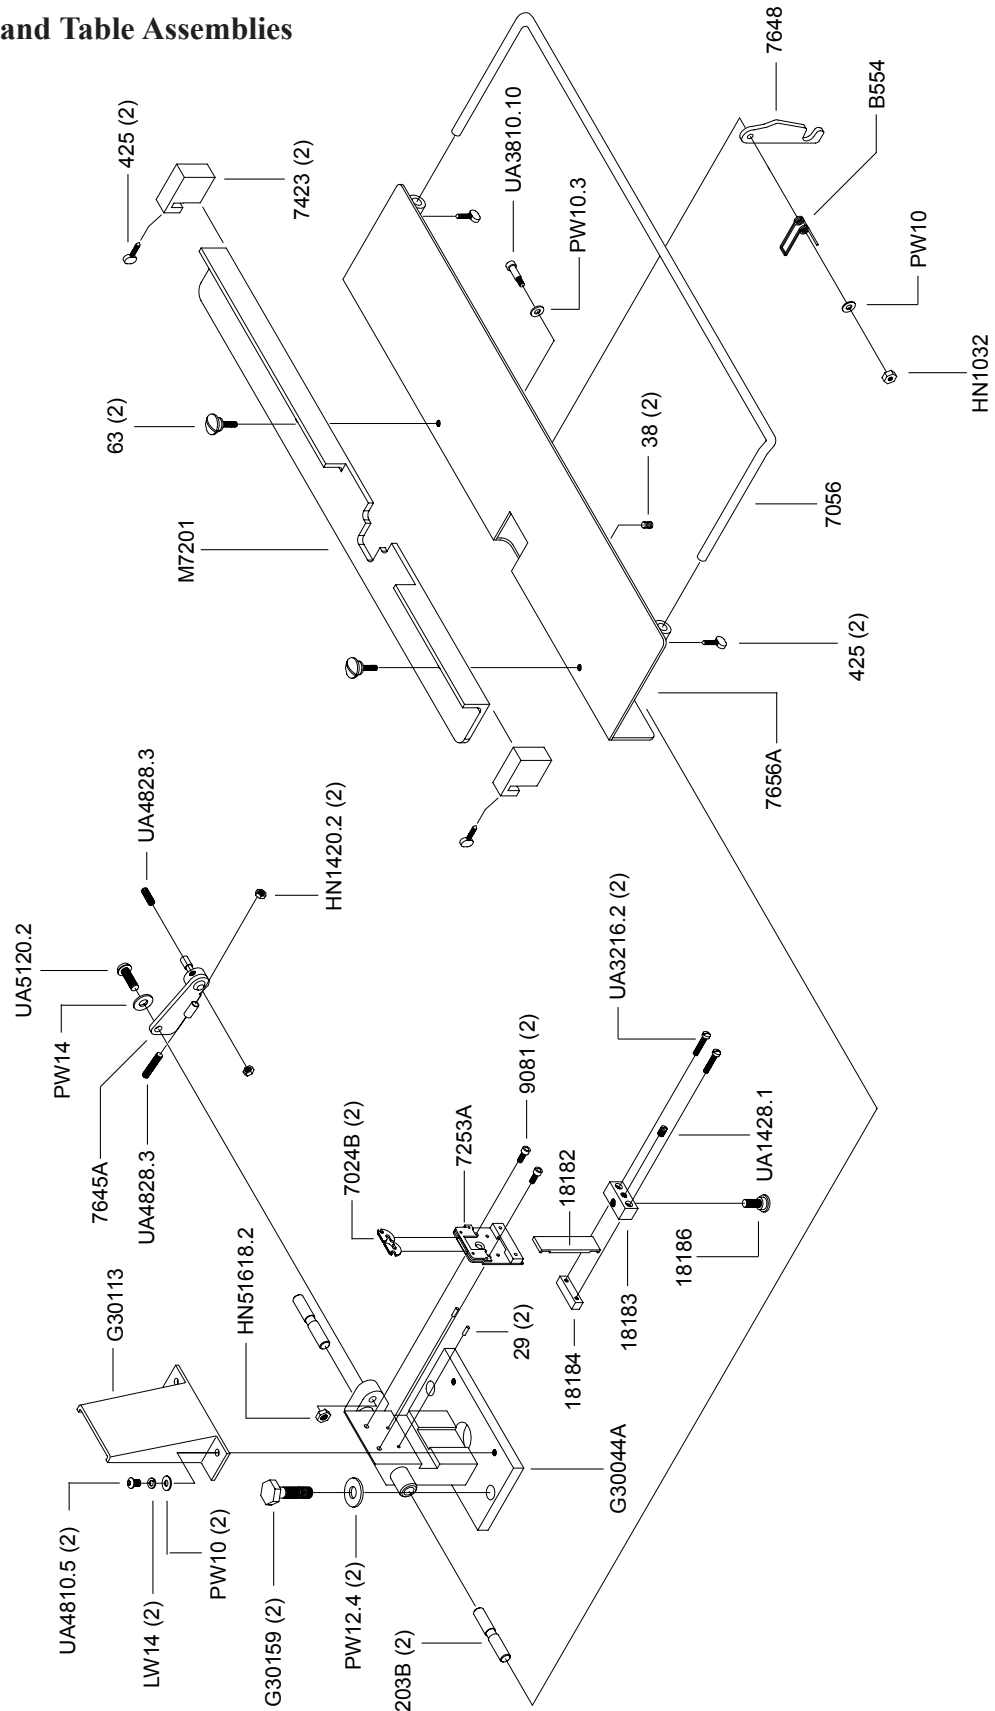 and Table Assemblies
7648
B554
425 (2)
7423 (2)
UA3810.10
PW10.3
PW10
HN1032
63 (2)
38 (2)
7056
M7201
425 (2)
7656A
UA4828.3
HN1420.2 (2)
UA5120.2
PW14
7645A
UA4828.3
UA3216.2 (2)
9081 (2)
7024B (2)
7253A
18182
UA1428.1
18186
18183
18184
29 (2)
G30113
HN51618.2
G30044A
UA4810.5 (2)
LW14 (2)
PW10 (2)
G30159 (2)
PW12.4 (2)
203B (2)